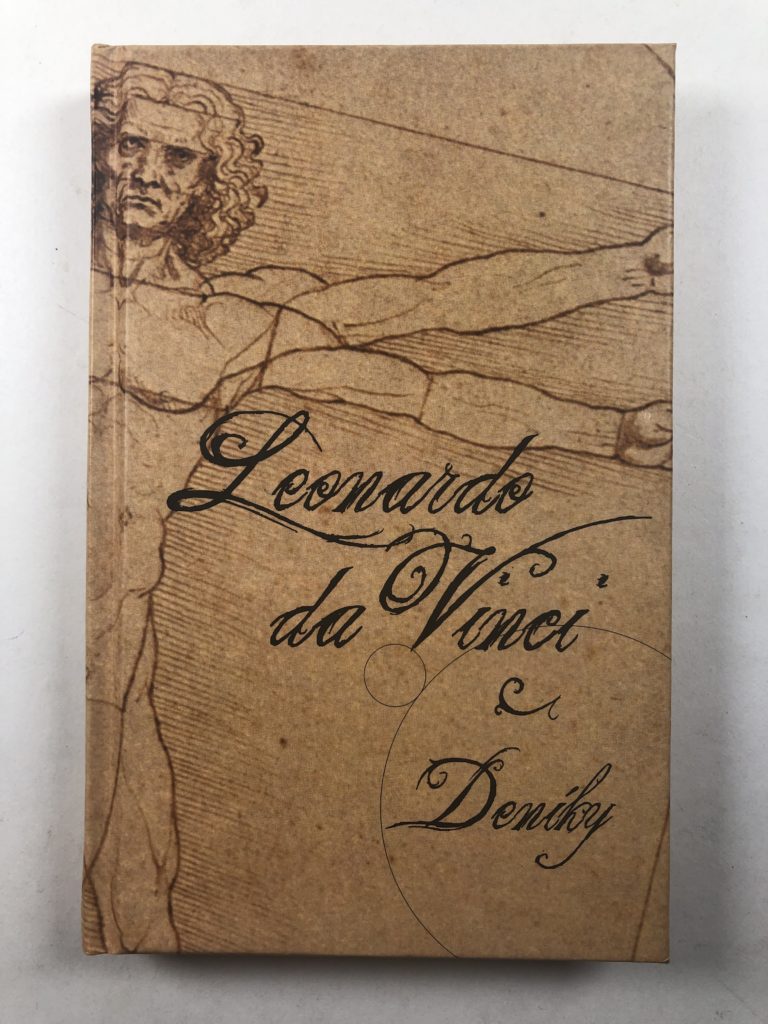 Leonardo
da Vinci
Deníky